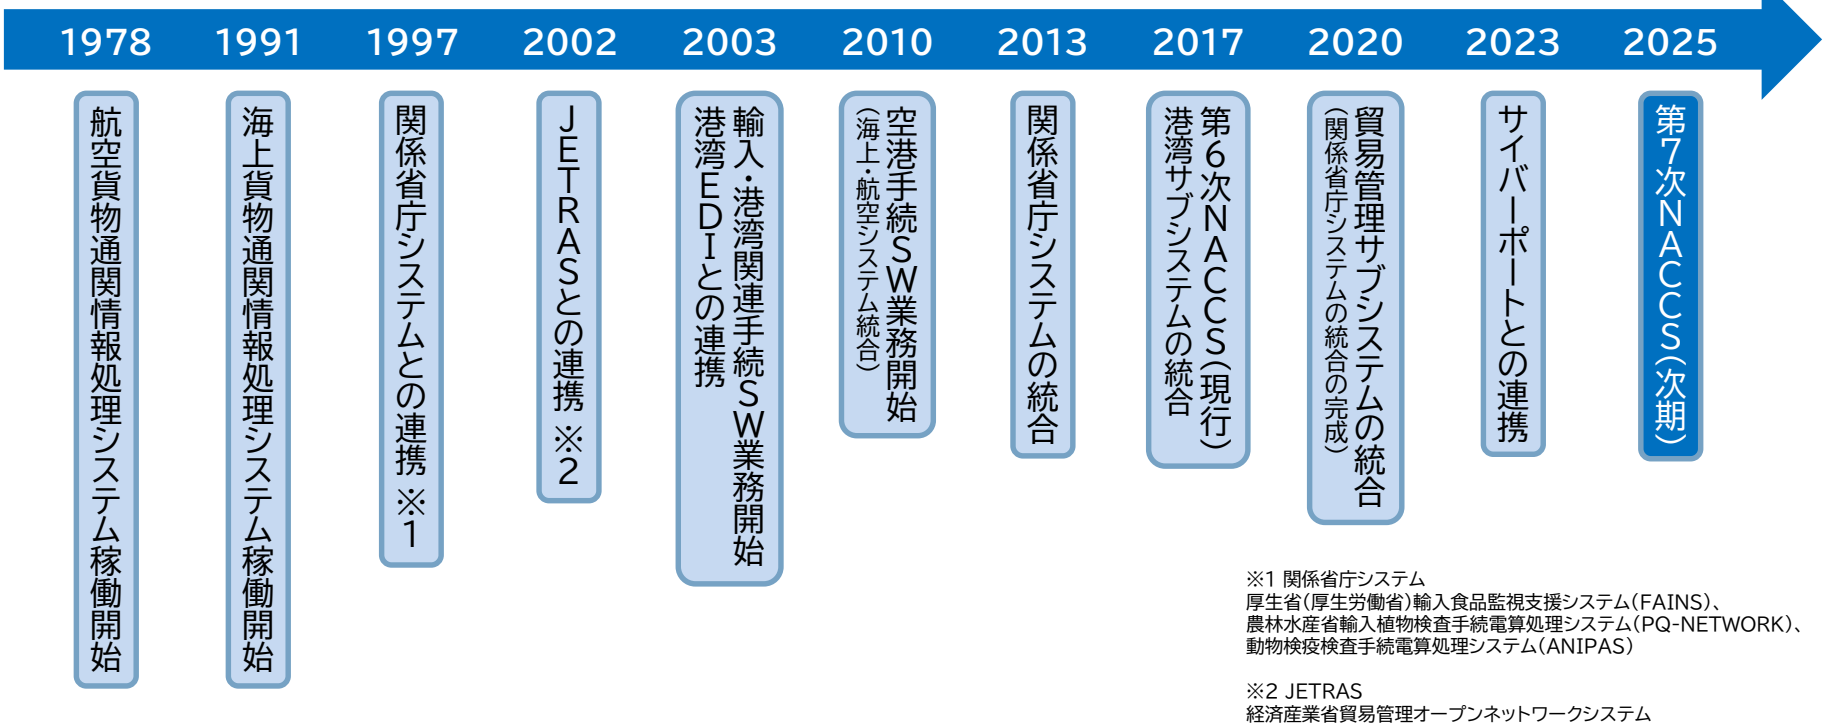 1978
1991
1997
2002
2003
2010
2013
2017
2020
2023
2025
航空貨物通関情報処理システム稼働開始
海上貨物通関情報処理システム稼働開始
関係省庁システムとの連携 ※1
JETRASとの連携 ※2
輸入・港湾関連手続SW業務開始
港湾EDIとの連携
空港手続SW業務開始
(海上・航空システム統合)
関係省庁システムの統合
第6次NACCS(現行)
港湾サブシステムの統合
貿易管理サブシステムの統合
(関係省庁システムの統合の完成)
サイバーポートとの連携
第7次NACCS(次期)
※1 関係省庁システム
厚生省(厚生労働省)輸入食品監視支援システム(FAINS)、
農林水産省輸入植物検査手続電算処理システム(PQ-NETWORK)、
動物検疫検査手続電算処理システム(ANIPAS)
※2 JETRAS
経済産業省貿易管理オープンネットワークシステム